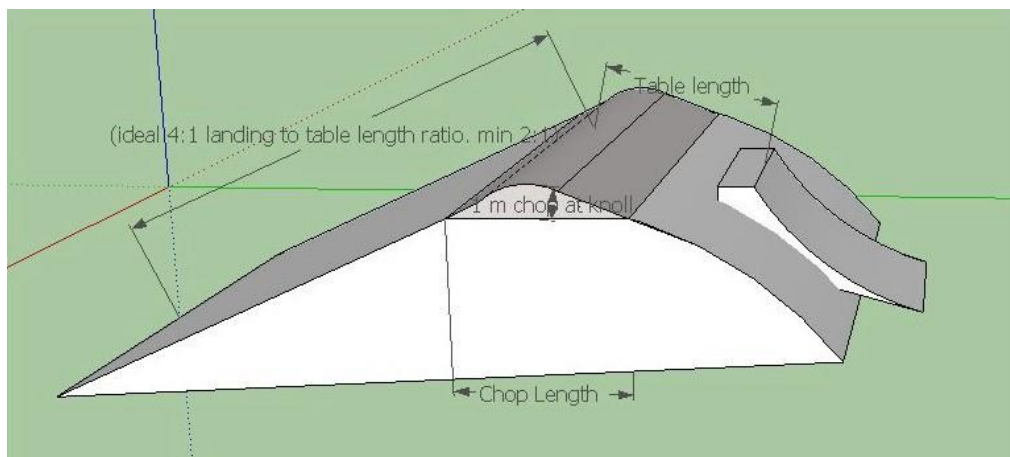 Table length
(ideal 4:1 landing to table length ratio. min 2:1)
1 m chop at knoll
Chop Length